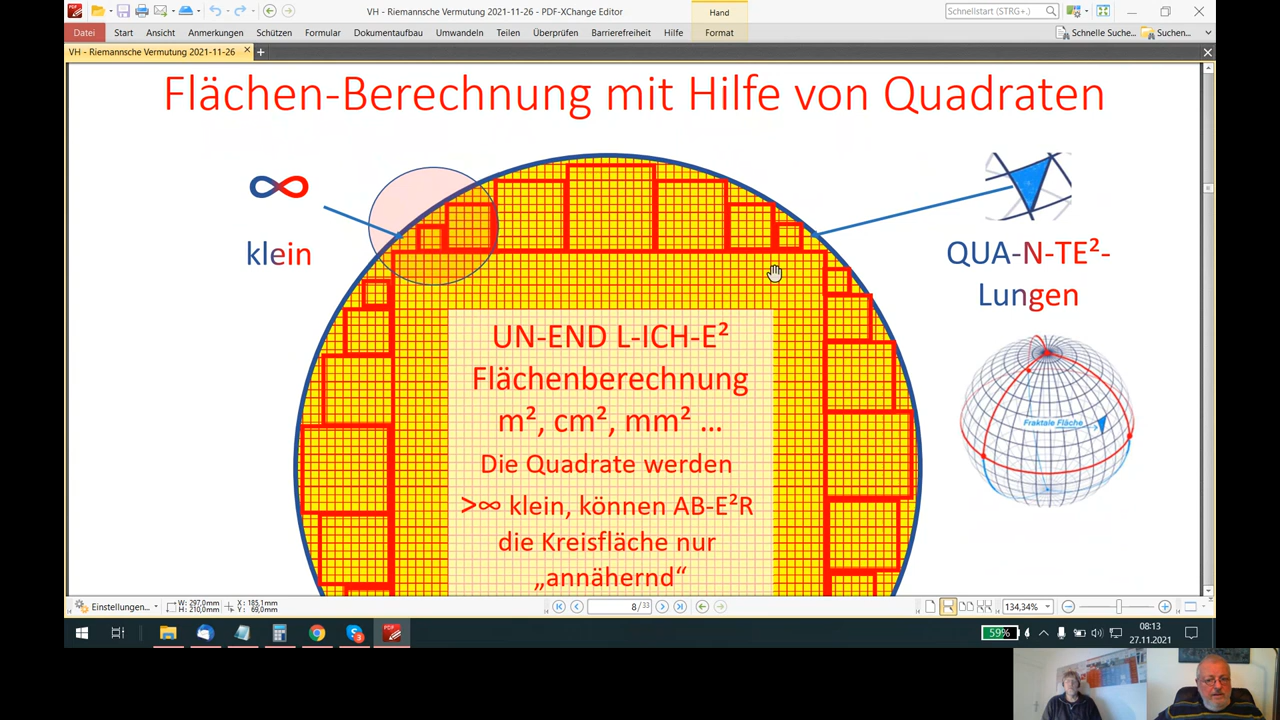 VH - Riemannsche Vermutung 2021-11-26 - PDF-XChange Editor
Hand
Schnellstart (STRG+.)
Datei Start Ansicht Anmerkungen Schützen Formular Dokumentaufbau Umwandeln Teilen Überprüfen Barrierefreiheit Hilfe Format Schnelle Suche... Suchen...
VH - Riemannsche Vermutung 2021-11-26
Flächen-Berechnung mit Hilfe von Quadraten
∞
klein
QUA-N-TE²-
Lungen
UN-END L-ICH-E²
Flächenberechnung
m², cm², mm² ...
Die Quadrate werden
>∞ klein, können AB-E²R
die Kreisfläche nur
„annähernd“
Fraktale Fläche
Einstellungen... W: 297,0mm H: 210,0mm X: 185,1mm Y: 69,0mm 8 / 33 134,34%
59% 08:13
27.11.2021